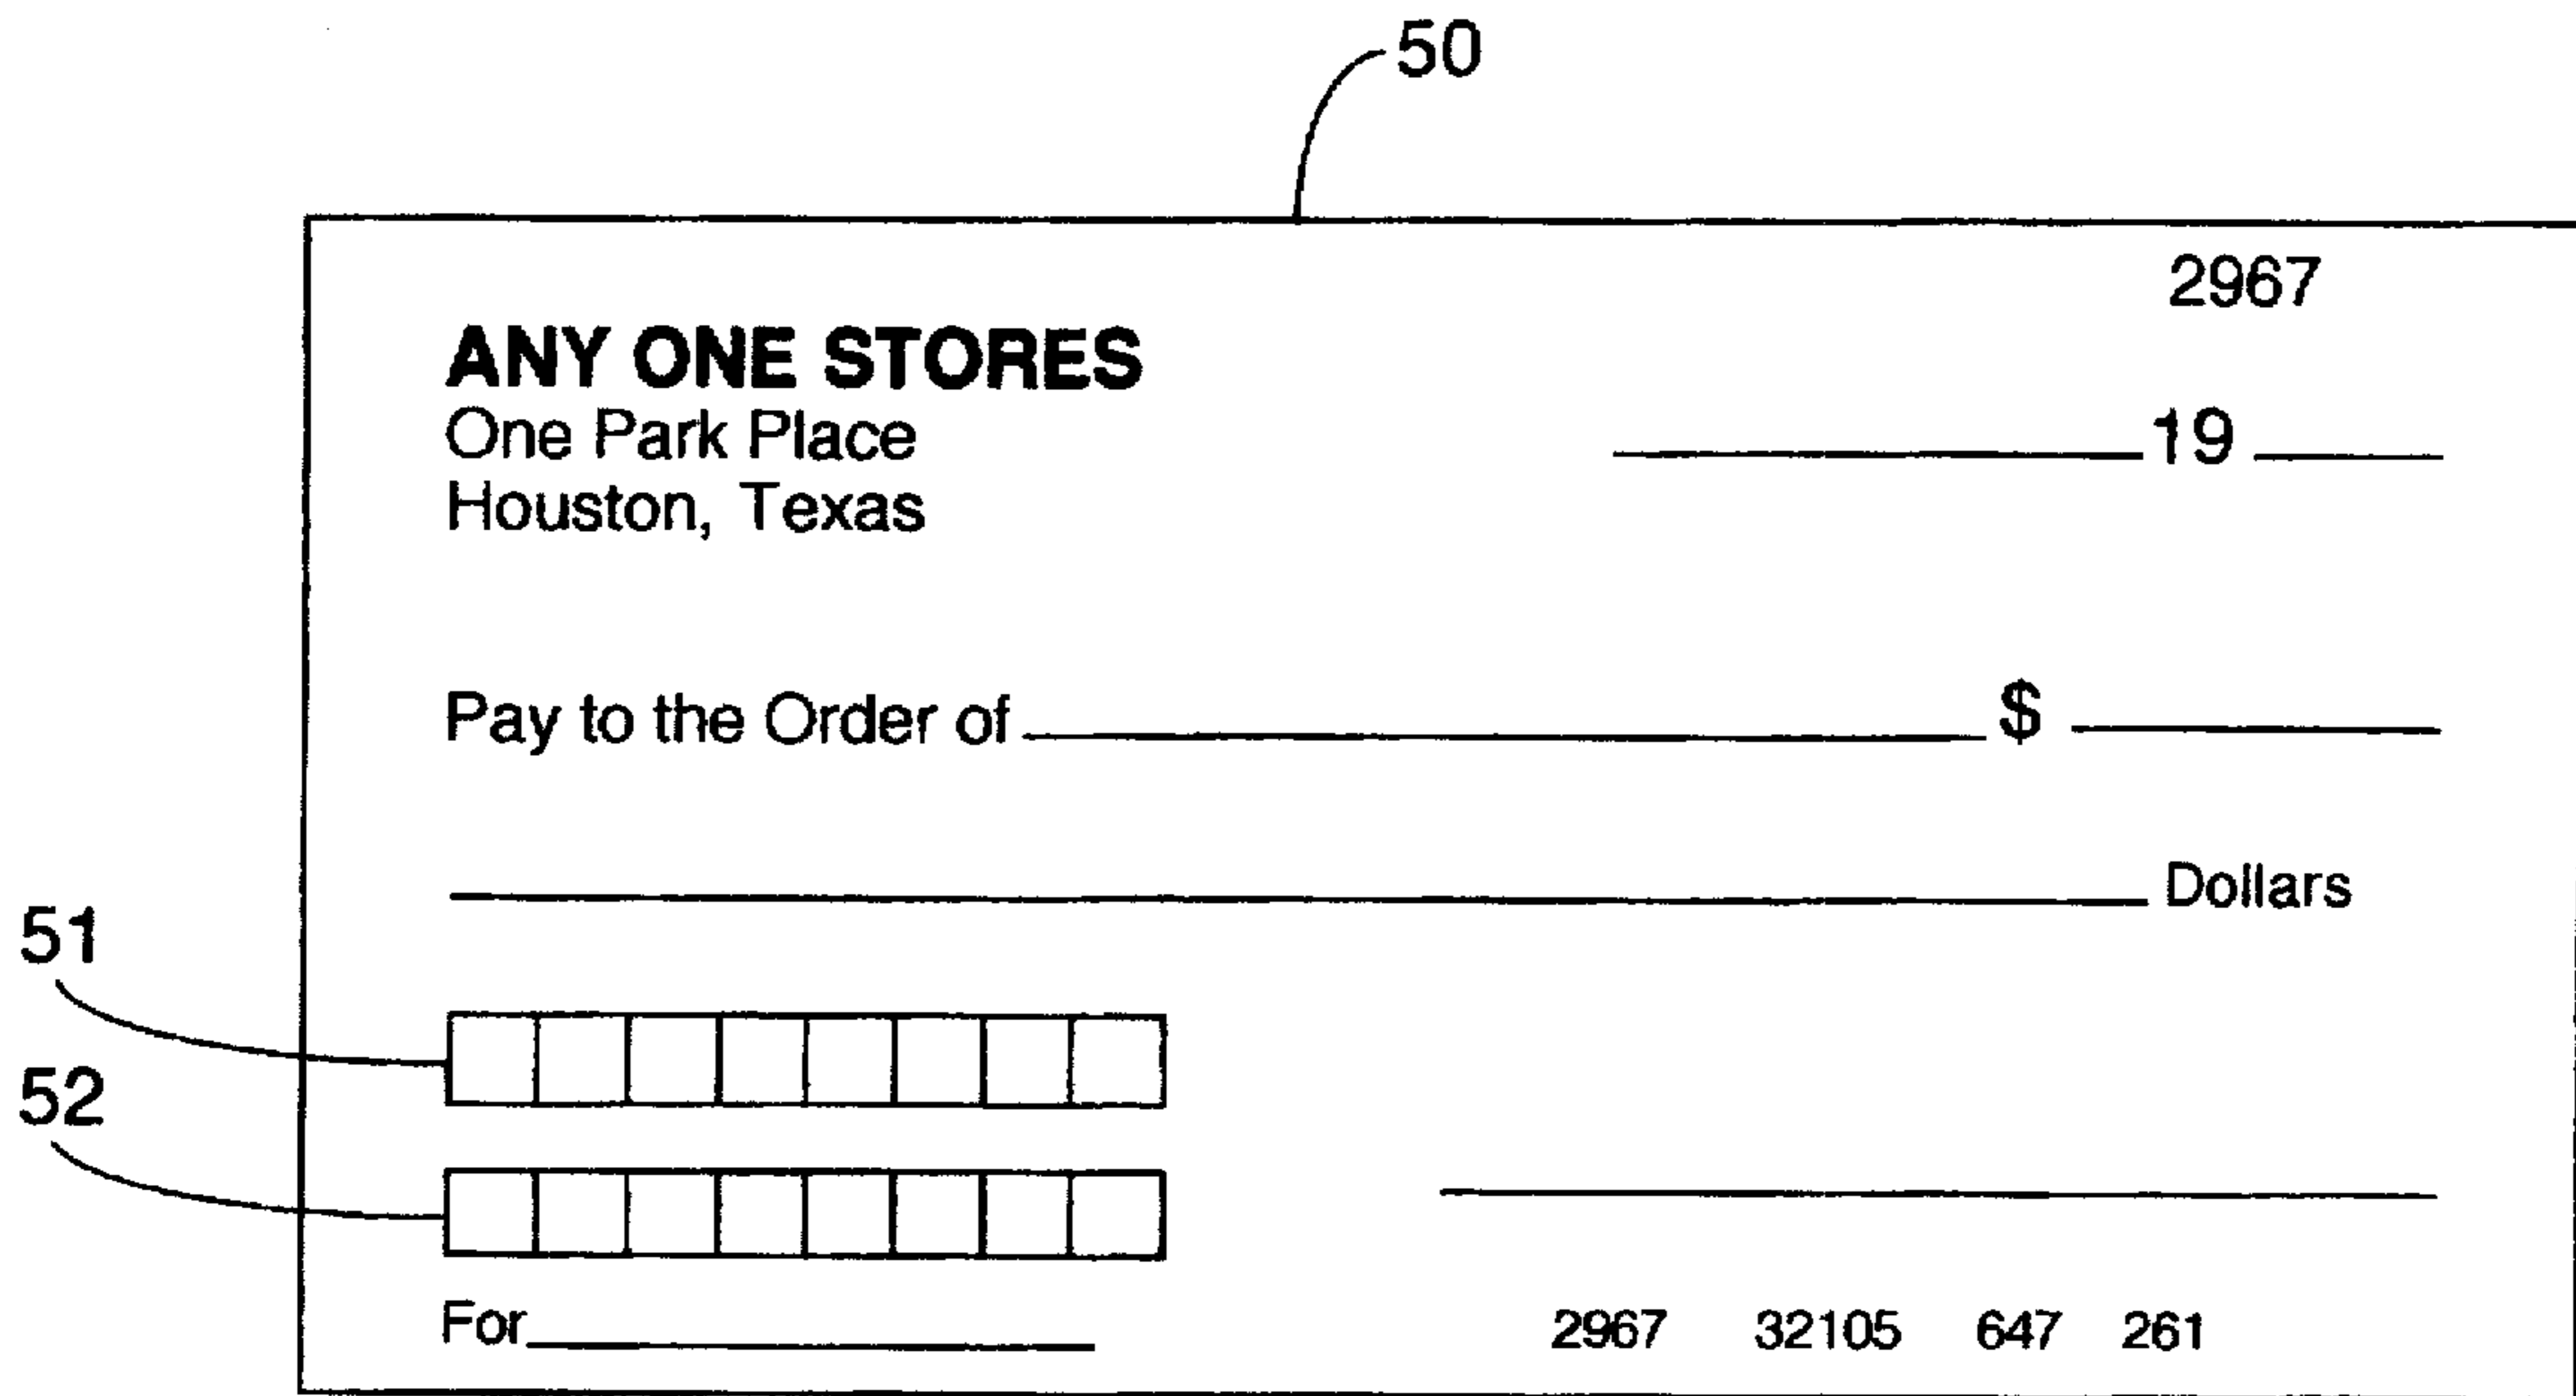 50
2967
ANY ONE STORES
One Park Place
19
Houston, Texas
Pay to the Order of $
Dollars
51
52
For
2967 32105 647 261